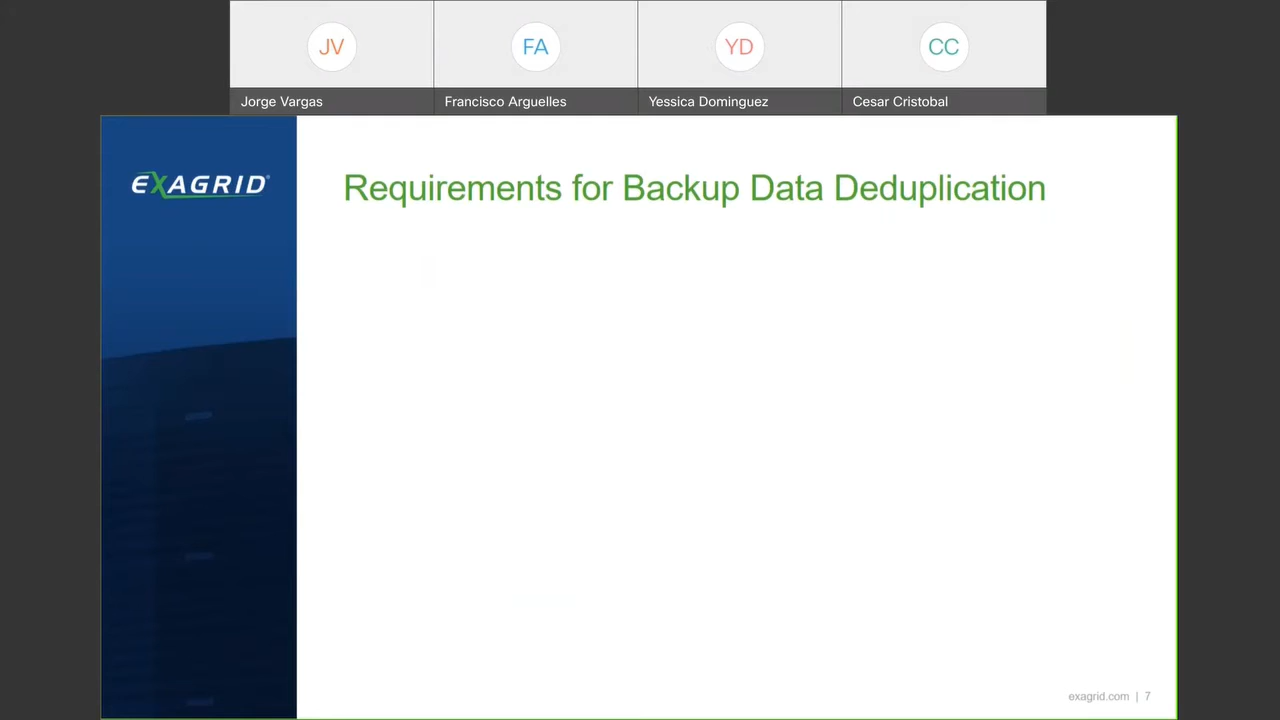 JV
FA
YD
CC
Jorge Vargas
Francisco Arguelles
Yessica Dominguez
Cesar Cristobal
EXAGRID®
Requirements for Backup Data Deduplication
exagrid.com | 7